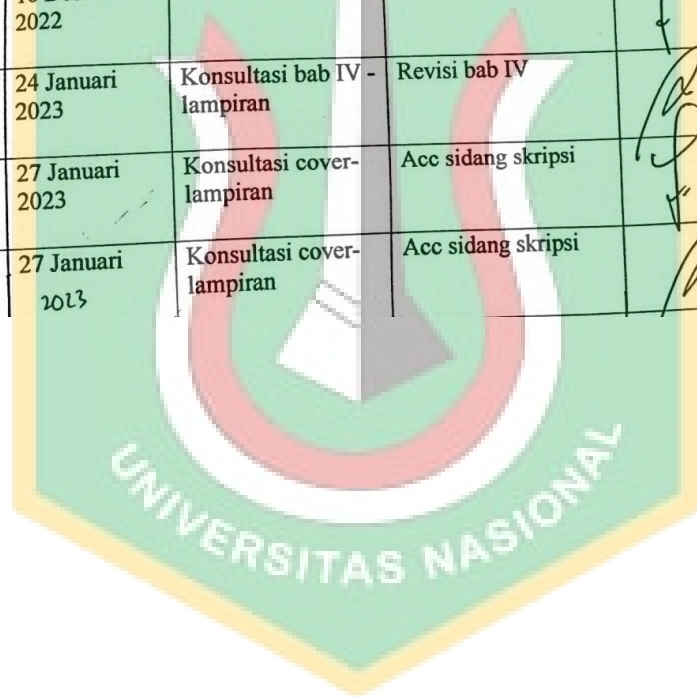 2022
24 Januari
2023
Konsultasi bab IV -
lampiran
Revisi bab IV
27 Januari
2023
Konsultasi cover-
lampiran
Acc sidang skripsi
27 Januari
2023
Konsultasi cover-
lampiran
Acc sidang skripsi
UNIVERSITAS NASIONAL